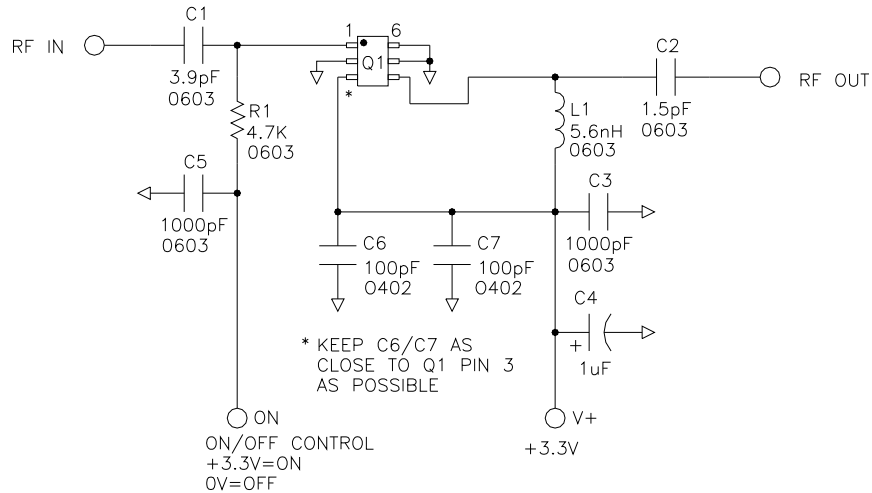 C1
RF IN
3.9pF
0603
1
6
Q1
*
C2
RF OUT
1.5pF
0603
R1
4.7K
0603
L1
5.6nH
0603
C5
1000pF
0603
C3
1000pF
0603
C6
100pF
0402
C7
100pF
0402
C4
+
1uF
* KEEP C6/C7 AS
CLOSE TO Q1 PIN 3
AS POSSIBLE
ON
ON/OFF CONTROL
+3.3V=ON
0V=OFF
V+
+3.3V